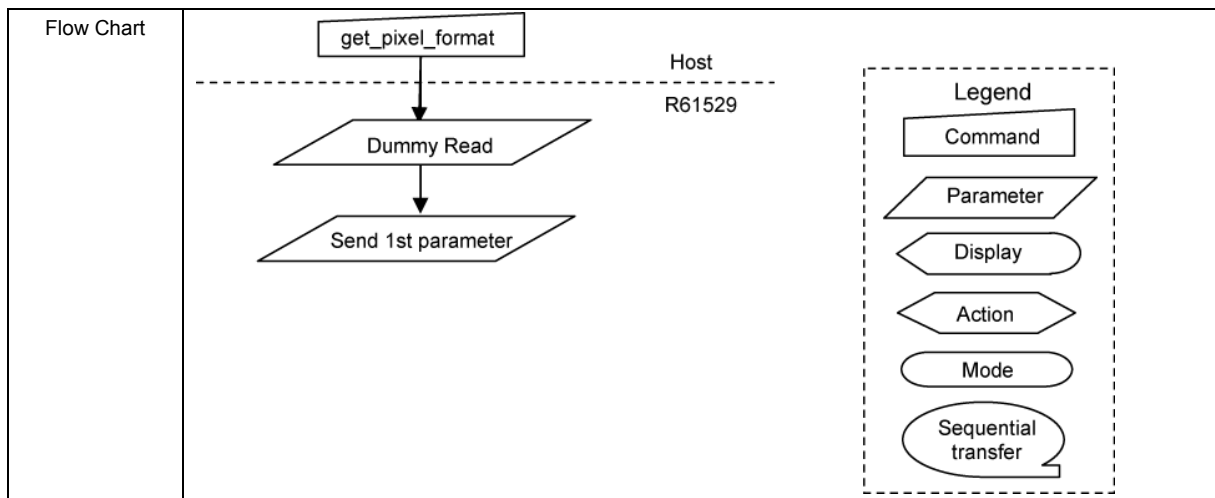 Flow Chart
get_pixel_format
Host
R61529
Dummy Read
Send 1st parameter
Legend
Command
Parameter
Display
Action
Mode
Sequential
transfer